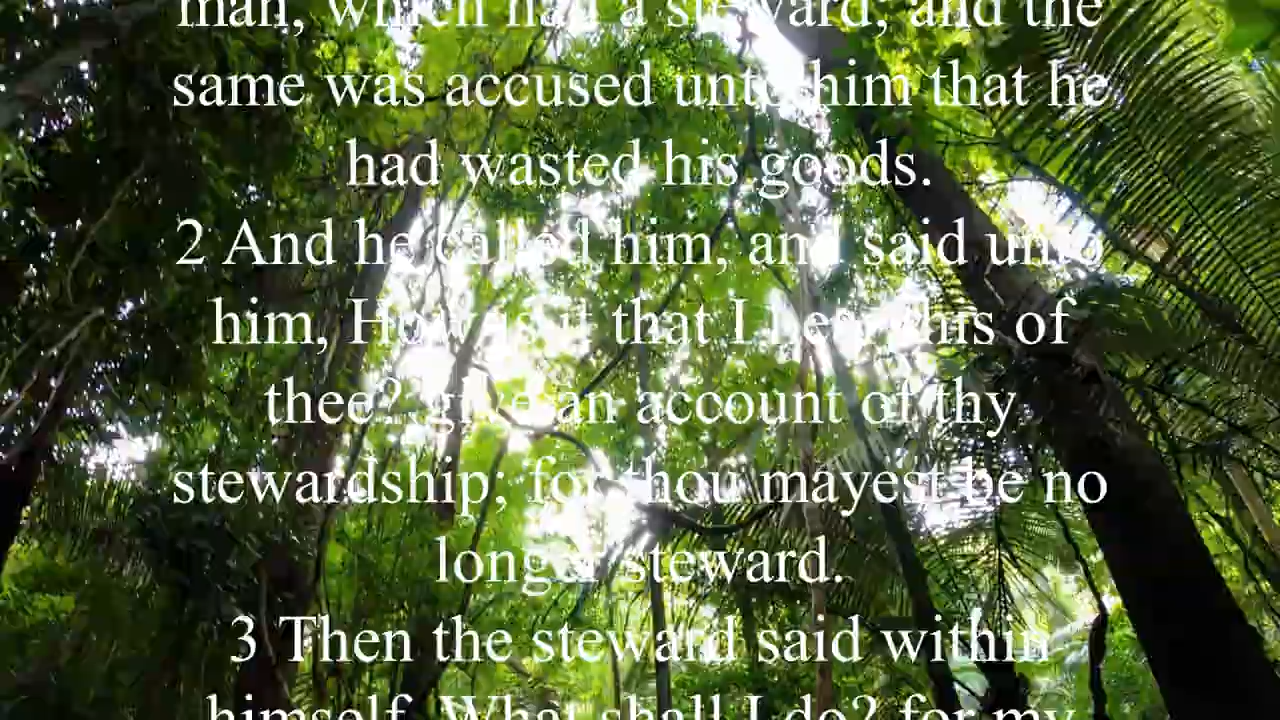 man, which had a steward; and the
same was accused unto him that he
had wasted his goods.
2 And he called him, and said unto
him, How is it that I hear this of
thee? give an account of thy
stewardship; for thou mayest be no
longer steward.
3 Then the steward said within
himself, What shall I do? for my